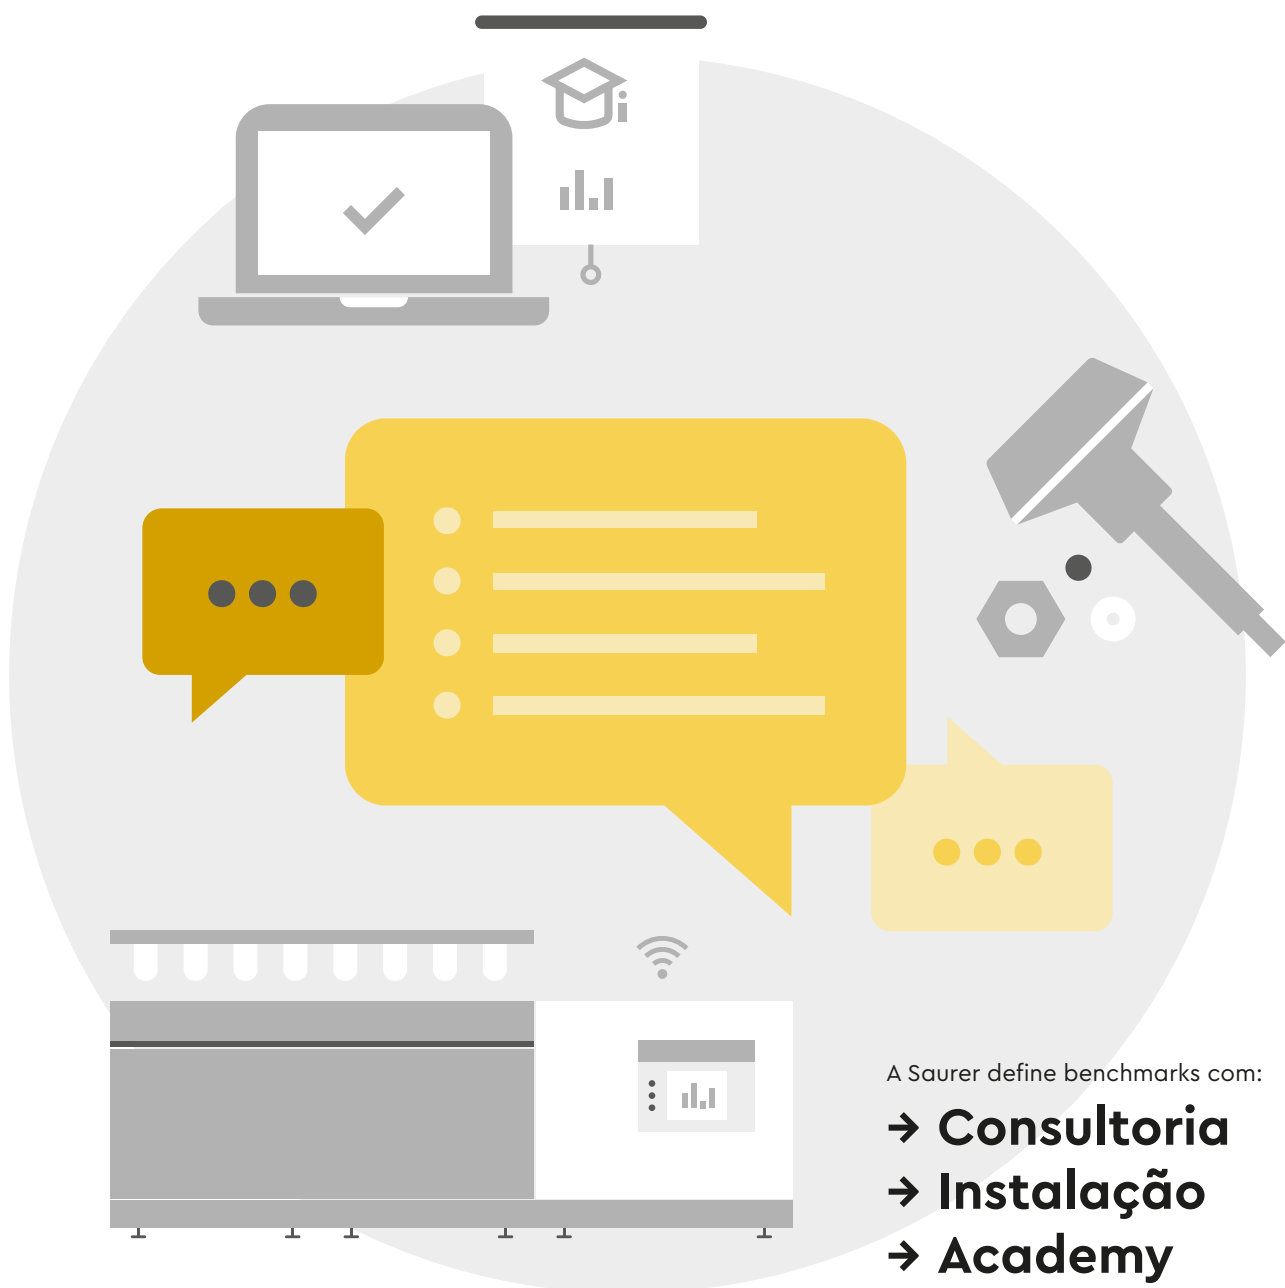 A Saurer define benchmarks com:
→ Consultoria
→ Instalação
→ Academy